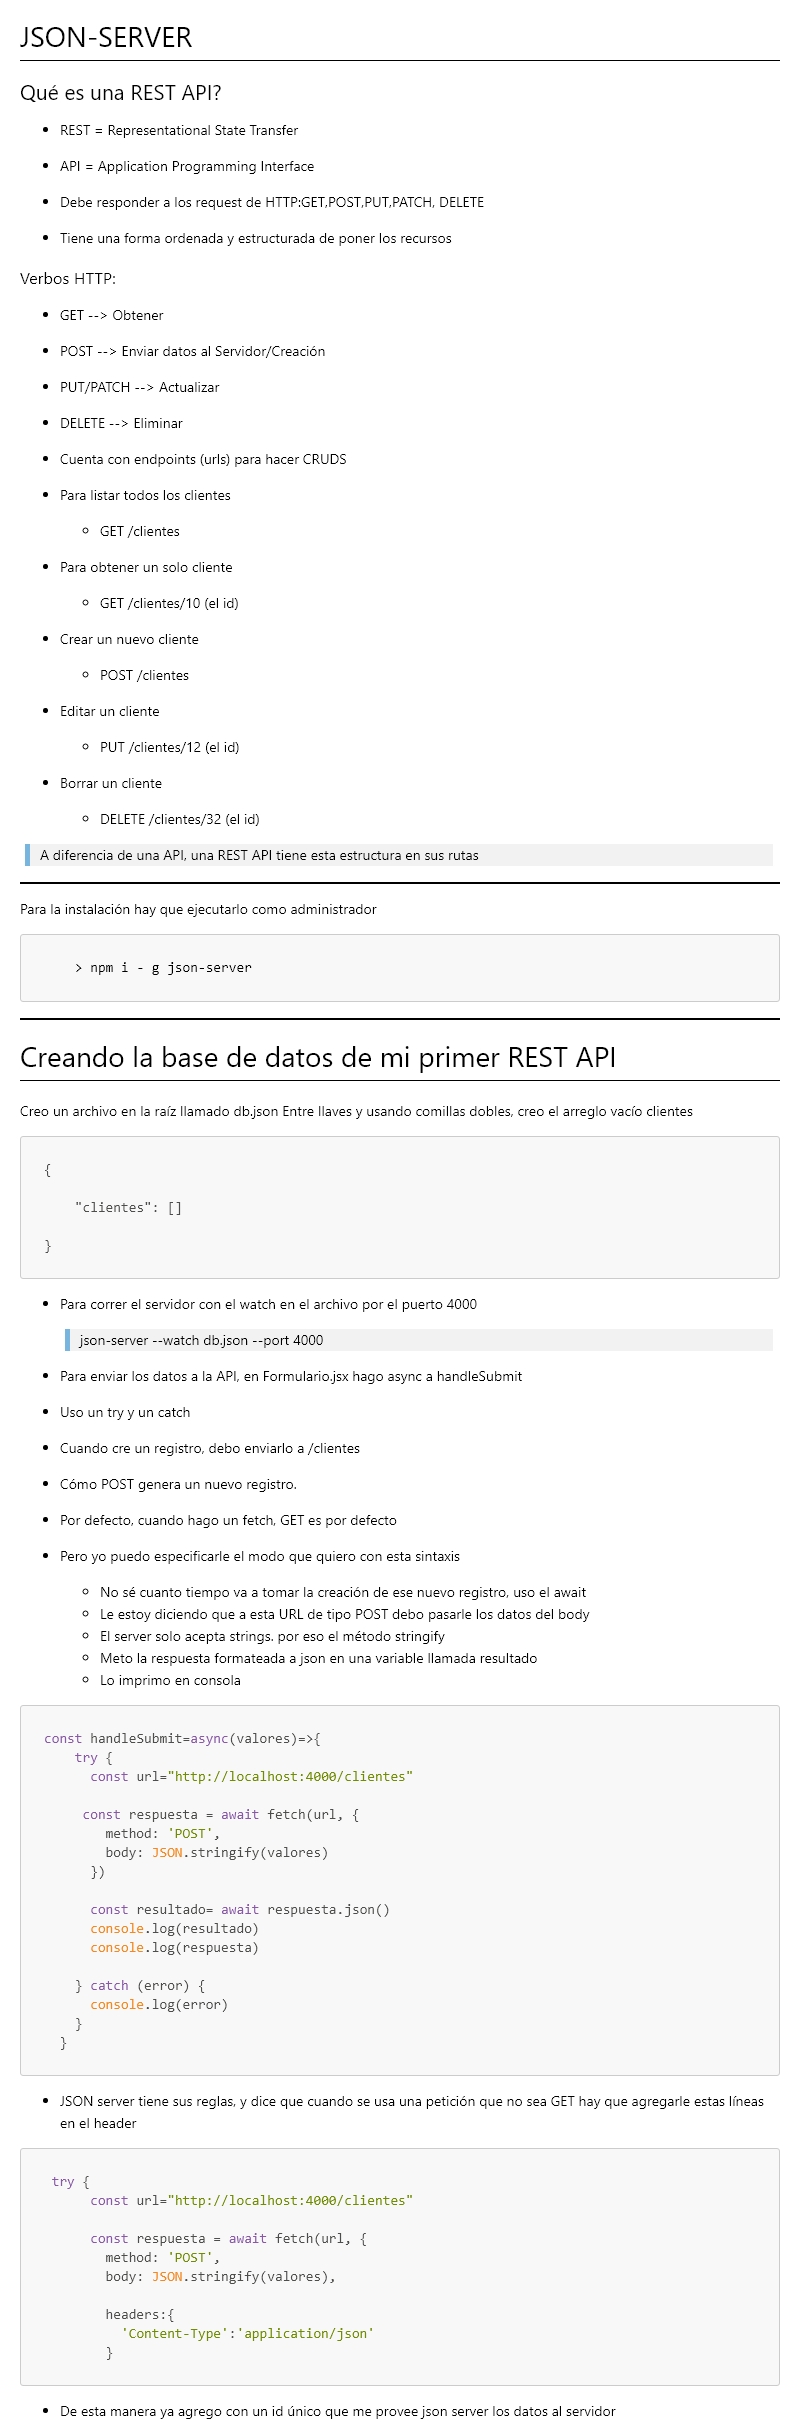 JSON-SERVER
Qué es una REST API?
• REST = Representational State Transfer
• API = Application Programming Interface
• Debe responder a los request de HTTP:GET,POST,PUT,PATCH, DELETE
• Tiene una forma ordenada y estructurada de poner los recursos
Verbos HTTP:
• GET --> Obtener
• POST --> Enviar datos al Servidor/Creación
• PUT/PATCH --> Actualizar
• DELETE --> Eliminar
• Cuenta con endpoints (urls) para hacer CRUDS
• Para listar todos los clientes
◦ GET /clientes
• Para obtener un solo cliente
◦ GET /clientes/10 (el id)
• Crear un nuevo cliente
◦ POST /clientes
• Editar un cliente
◦ PUT /clientes/12 (el id)
• Borrar un cliente
◦ DELETE /clientes/32 (el id)
A diferencia de una API, una REST API tiene esta estructura en sus rutas
Para la instalación hay que ejecutarlo como administrador
> npm i - g json-server
Creando la base de datos de mi primer REST API
Creo un archivo en la raíz llamado db.json Entre llaves y usando comillas dobles, creo el arreglo vacío clientes
{
"clientes": []
}
• Para correr el servidor con el watch en el archivo por el puerto 4000
json-server --watch db.json --port 4000
• Para enviar los datos a la API, en Formulario.jsx hago async a handleSubmit
• Uso un try y un catch
• Cuando cre un registro, debo enviarlo a /clientes
• Cómo POST genera un nuevo registro.
• Por defecto, cuando hago un fetch, GET es por defecto
• Pero yo puedo especificarle el modo que quiero con esta sintaxis
◦ No sé cuanto tiempo va a tomar la creación de ese nuevo registro, uso el await
◦ Le estoy diciendo que a esta URL de tipo POST debo pasarle los datos del body
◦ El server solo acepta strings. por eso el método stringify
◦ Meto la respuesta formateada a json en una variable llamada resultado
◦ Lo imprimo en consola
const handleSubmit=async(valores)=>{
try {
const url="http://localhost:4000/clientes"
const respuesta = await fetch(url, {
method: 'POST',
body: JSON.stringify(valores)
})
const resultado= await respuesta.json()
console.log(resultado)
console.log(respuesta)
} catch (error) {
console.log(error)
}
}
• JSON server tiene sus reglas, y dice que cuando se usa una petición que no sea GET hay que agregarle estas líneas
en el header
try {
const url="http://localhost:4000/clientes"
const respuesta = await fetch(url, {
method: 'POST',
body: JSON.stringify(valores),
headers:{
'Content-Type':'application/json'
}
• De esta manera ya agrego con un id único que me provee json server los datos al servidor